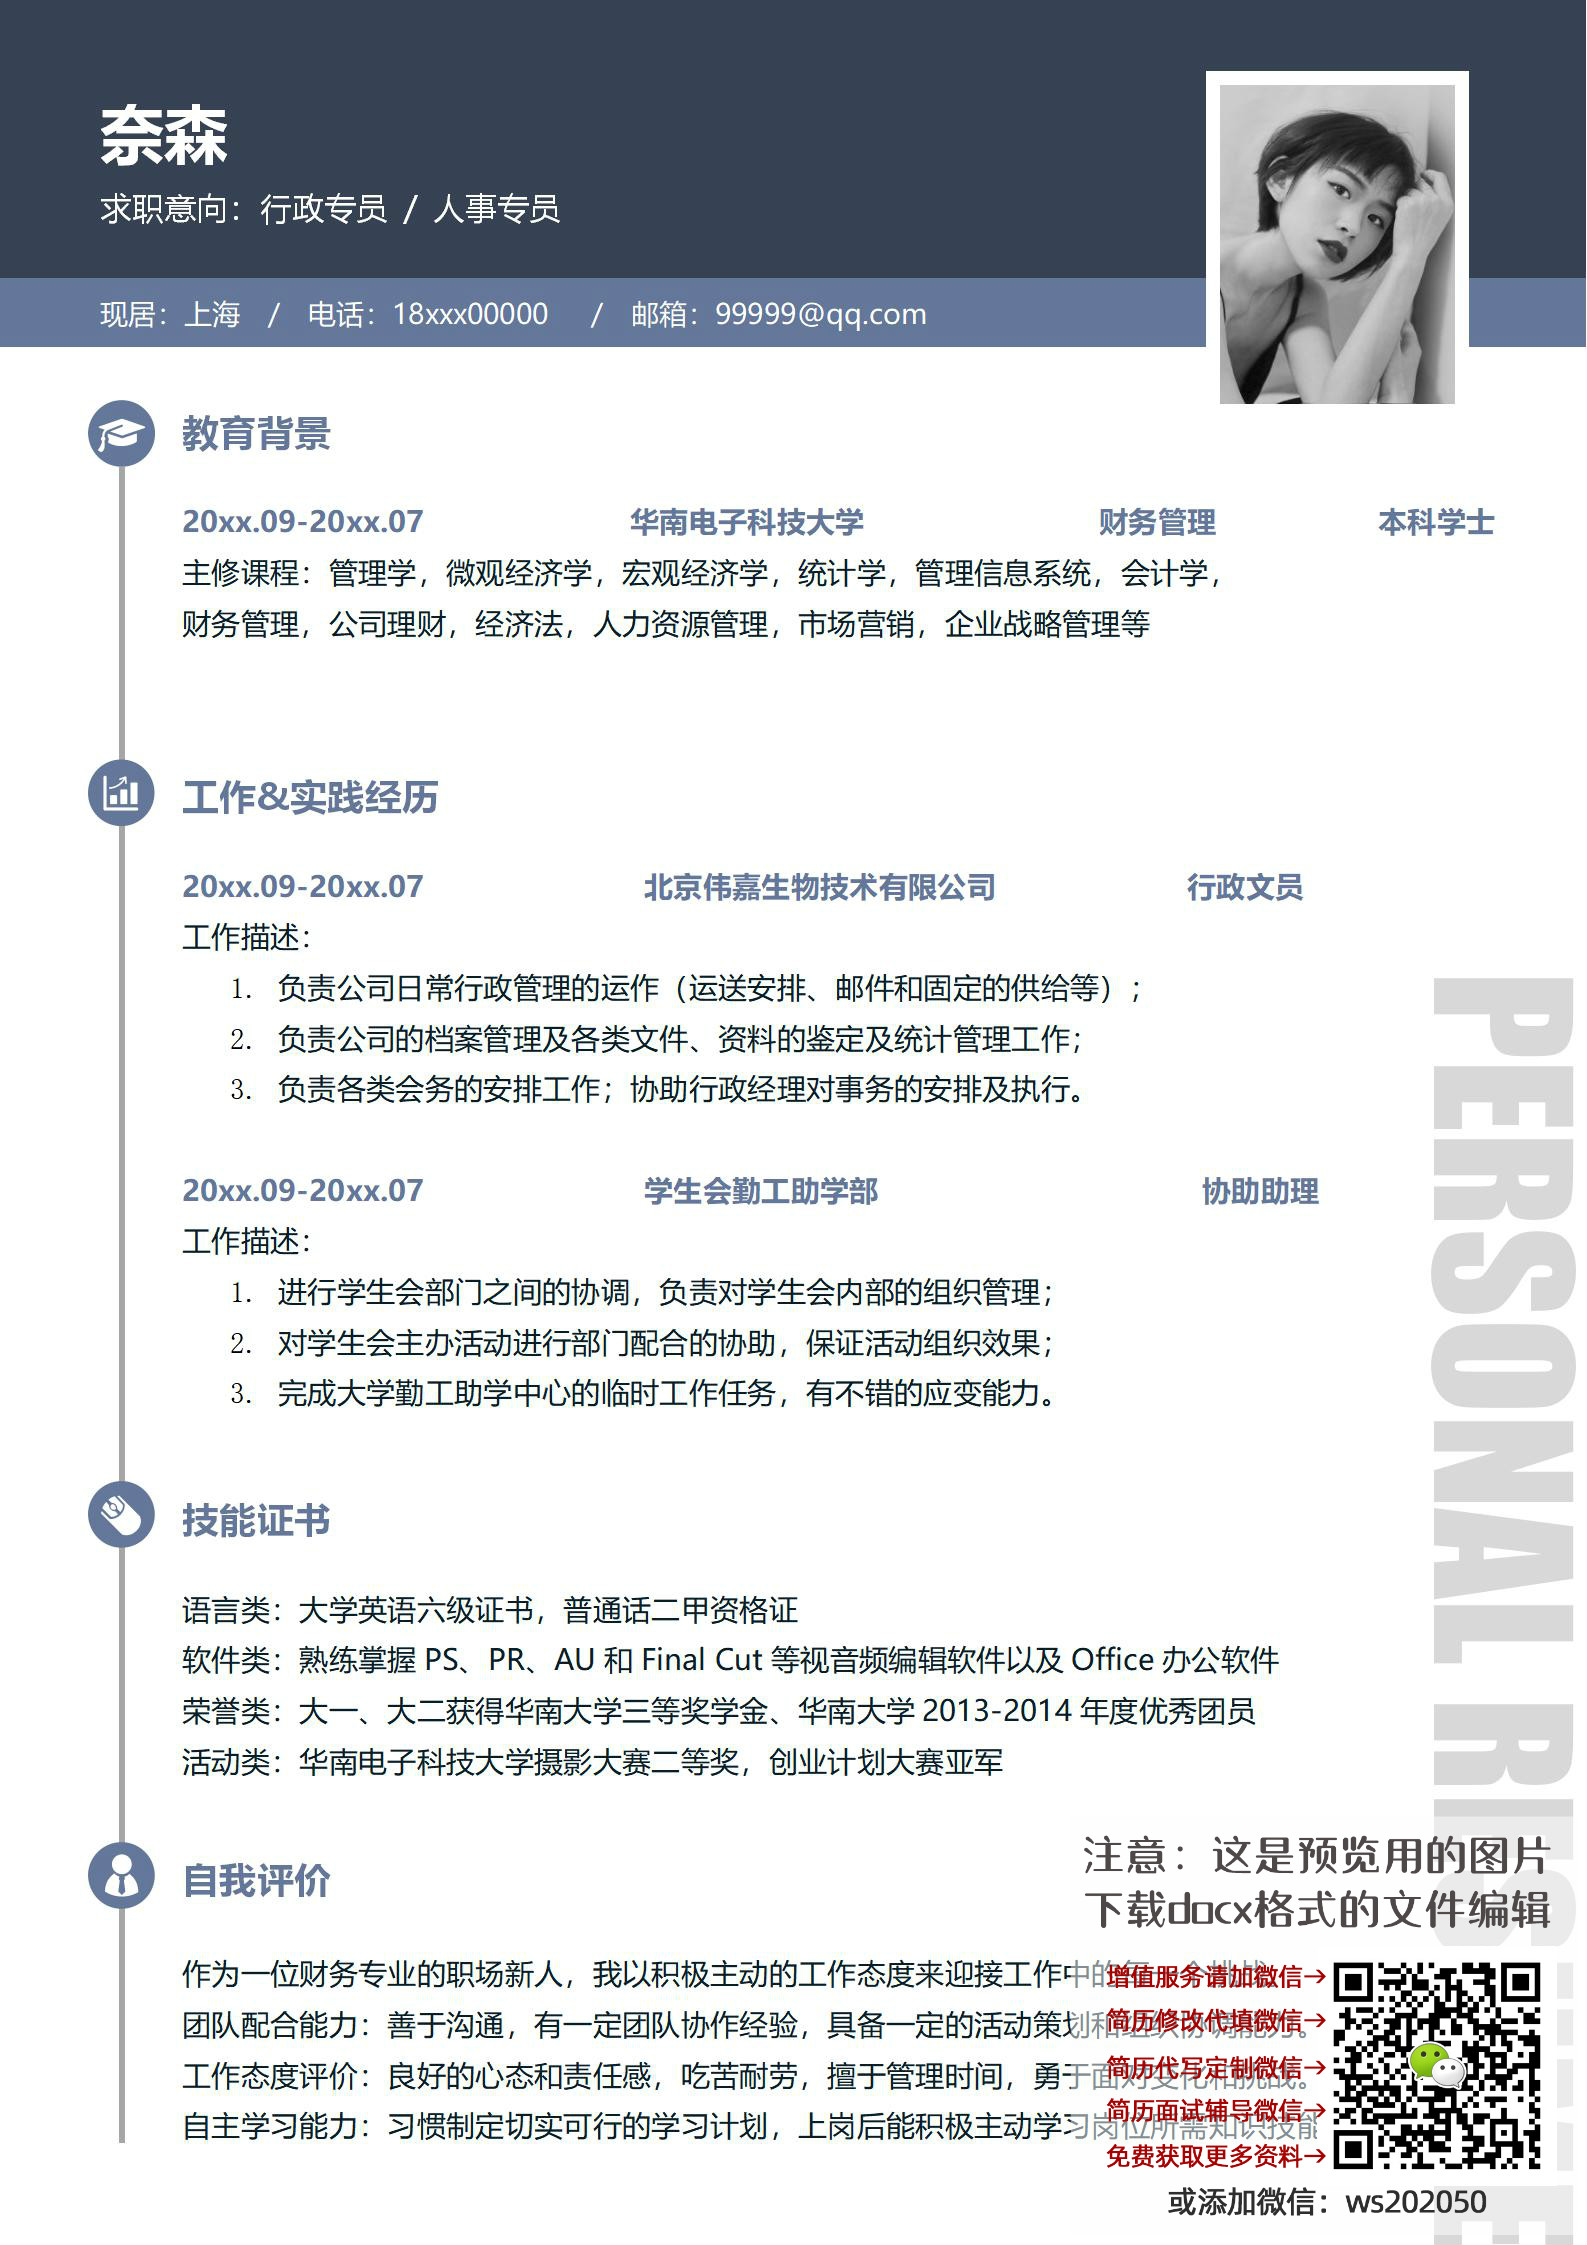 奈森
求职意向：行政专员 / 人事专员
现居：上海 / 电话：18xxx00000 / 邮箱：99999@qq.com
教育背景
20xx.09-20xx.07 华南电子科技大学 财务管理 本科学士
主修课程：管理学，微观经济学，宏观经济学，统计学，管理信息系统，会计学，
财务管理，公司理财，经济法，人力资源管理，市场营销，企业战略管理等
工作&实践经历
20xx.09-20xx.07 北京伟嘉生物技术有限公司 行政文员
工作描述：
1. 负责公司日常行政管理的运作（运送安排、邮件和固定的供给等）；
2. 负责公司的档案管理及各类文件、资料的鉴定及统计管理工作；
3. 负责各类会务的安排工作；协助行政经理对事务的安排及执行。
20xx.09-20xx.07 学生会勤工助学部 协助助理
工作描述：
1. 进行学生会部门之间的协调，负责对学生会内部的组织管理；
2. 对学生会主办活动进行部门配合的协助，保证活动组织效果；
3. 完成大学勤工助学中心的临时工作任务，有不错的应变能力。
技能证书
语言类：大学英语六级证书，普通话二甲资格证
软件类：熟练掌握 PS、PR、AU 和 Final Cut 等视音频编辑软件以及 Office 办公软件
荣誉类：大一、大二获得华南大学三等奖学金、华南大学 2013-2014 年度优秀团员
活动类：华南电子科技大学摄影大赛二等奖，创业计划大赛亚军
自我评价
作为一位财务专业的职场新人，我以积极主动的工作态度来迎接工作中的每一个挑战。
团队配合能力：善于沟通，有一定团队协作经验，具备一定的活动策划和组织协调能力。
工作态度评价：良好的心态和责任感，吃苦耐劳，擅于管理时间，勇于面对变化和挑战。
自主学习能力：习惯制定切实可行的学习计划，上岗后能积极主动学习岗位所需知识技能
PERSONAL RES
注意：这是预览用的图片
下载docx格式的文件编辑
增值服务请加微信→
简历修改代填微信→
简历代写定制微信→
简历面试辅导微信→
免费获取更多资料→
或添加微信：ws202050